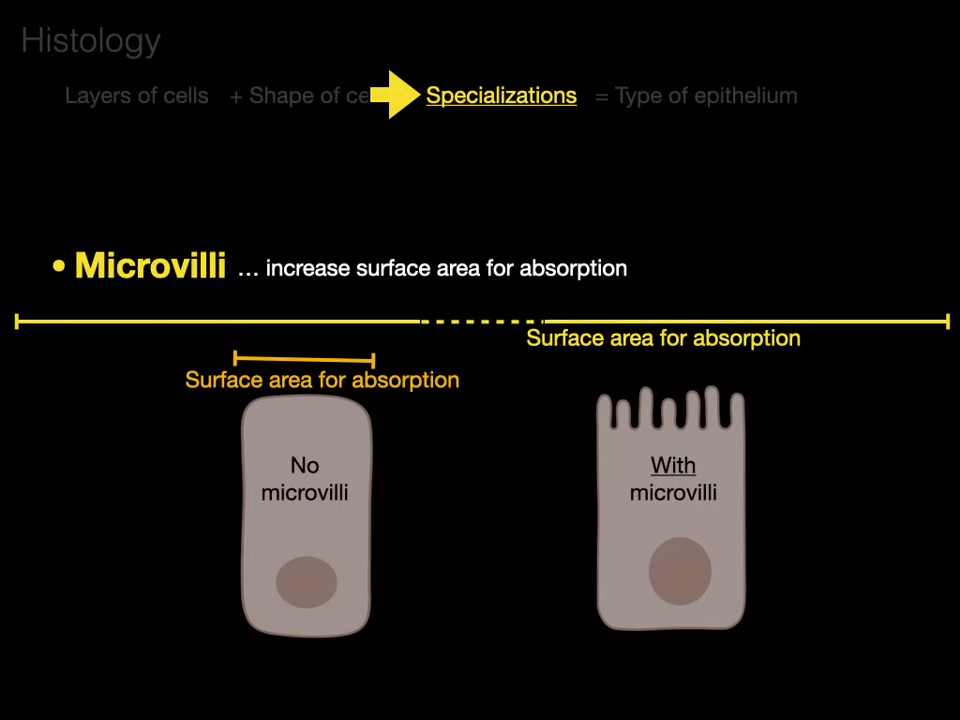 Histology
Layers of cells + Shape of ce Specializations = Type of epithelium
• Microvilli ... increase surface area for absorption
Surface area for absorption
Surface area for absorption
No
microvilli
With
microvilli